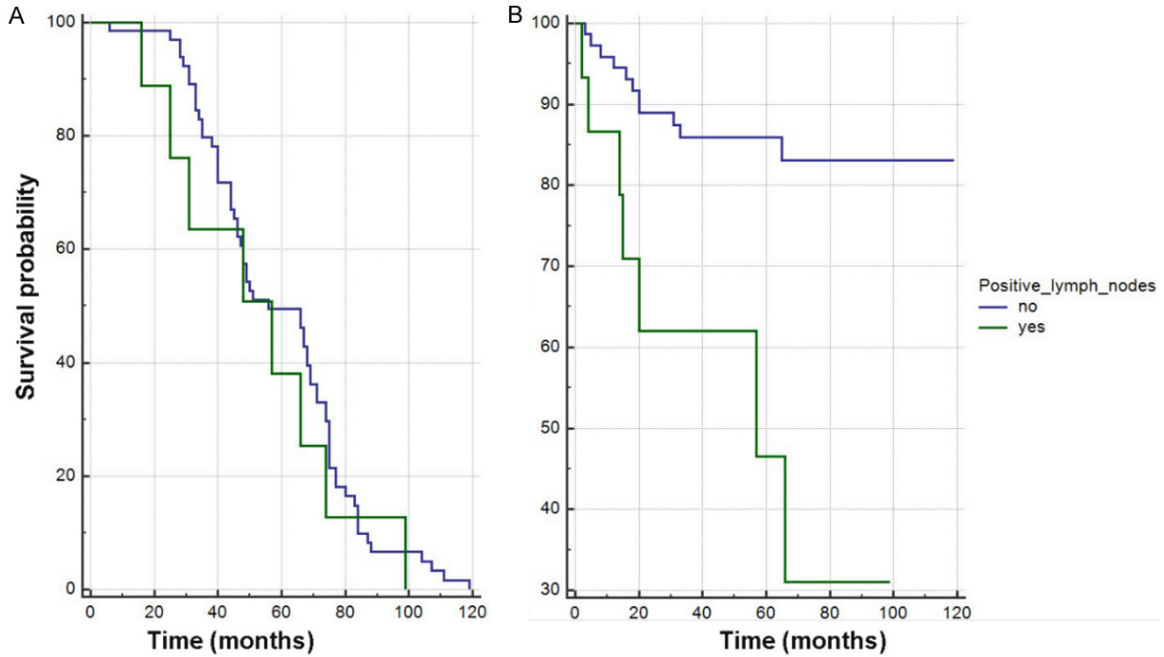 A
Survival probability
100
80
60
40
20
0
0 20 40 60 80 100 120
Time (months)
B
100
90
80
70
60
50
40
30
0 20 40 60 80 100 120
Time (months)
Positive_lymph_nodes
no
yes